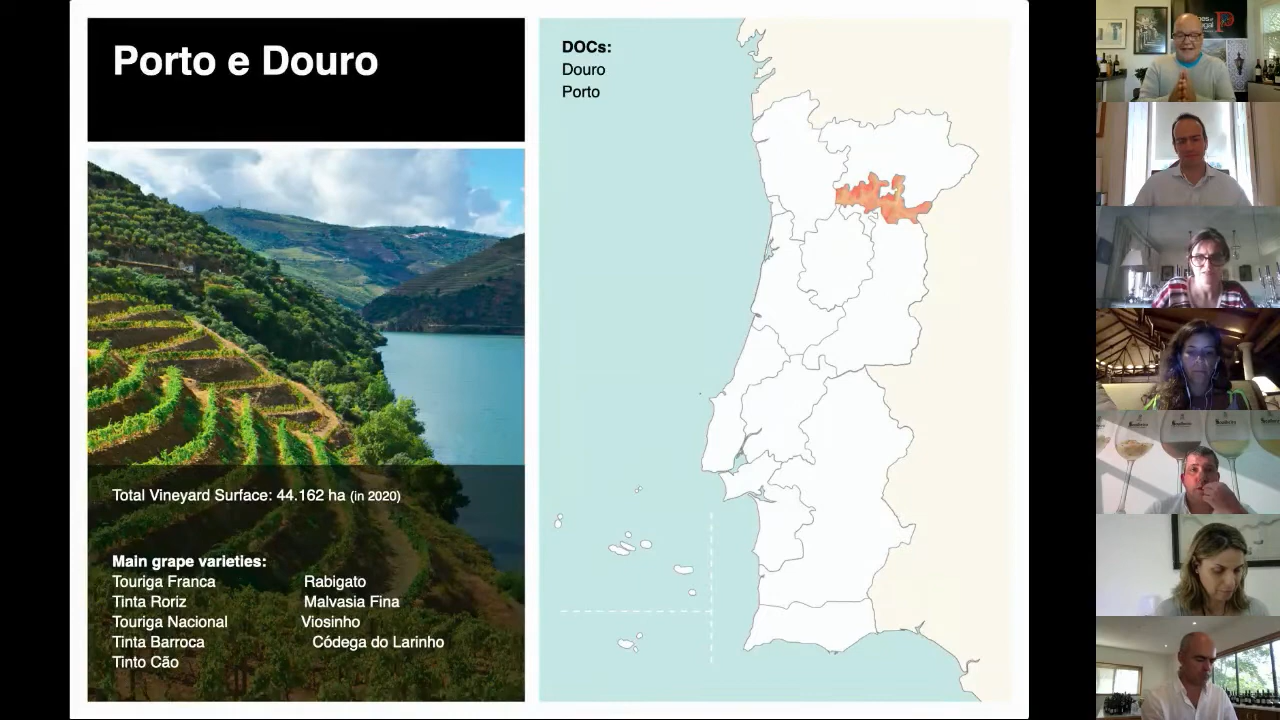 Porto e Douro
DOCs:
Douro
Porto
Total Vineyard Surface: 44.162 ha (in 2020)
Main grape varieties:
Touriga Franca
Tinta Roriz
Touriga Nacional
Tinta Barroca
Tinto Cão
Rabigato
Malvasia Fina
Viosinho
Códega do Larinho